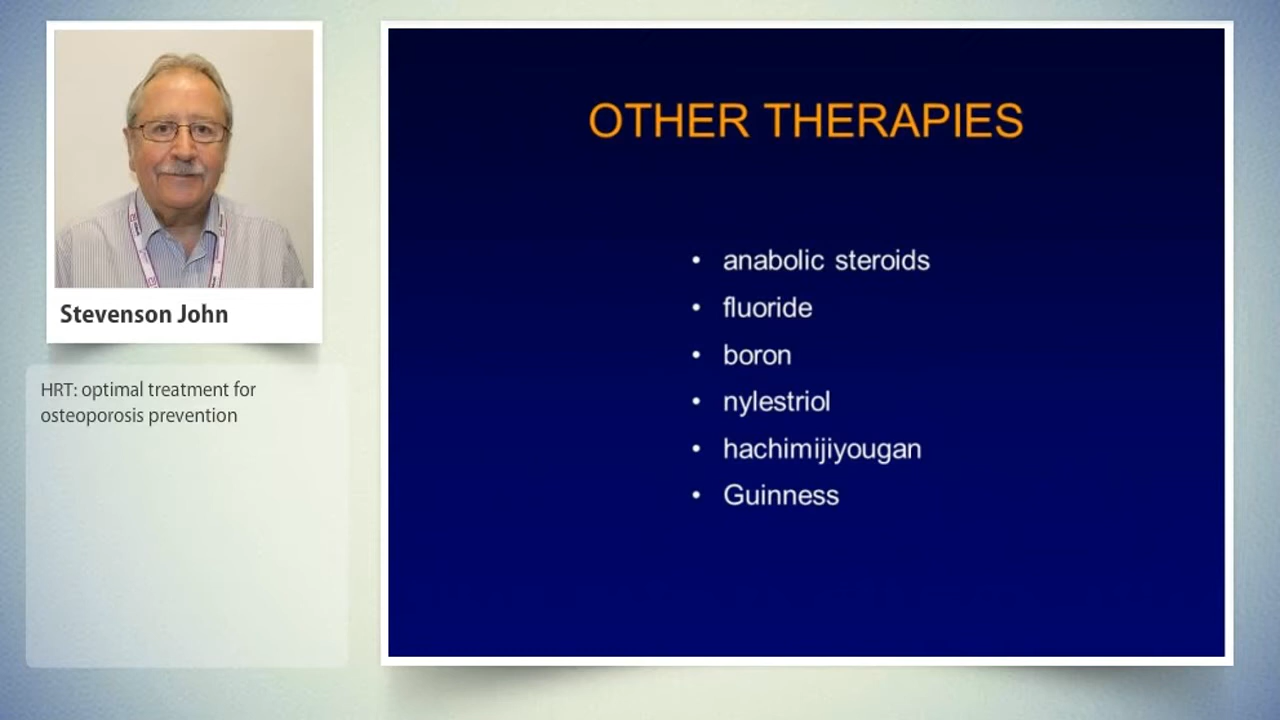 Stevenson John
HRT: optimal treatment for
osteoporosis prevention
OTHER THERAPIES
• anabolic steroids
• fluoride
• boron
• nylestriol
• hachimijiyougan
• Guinness